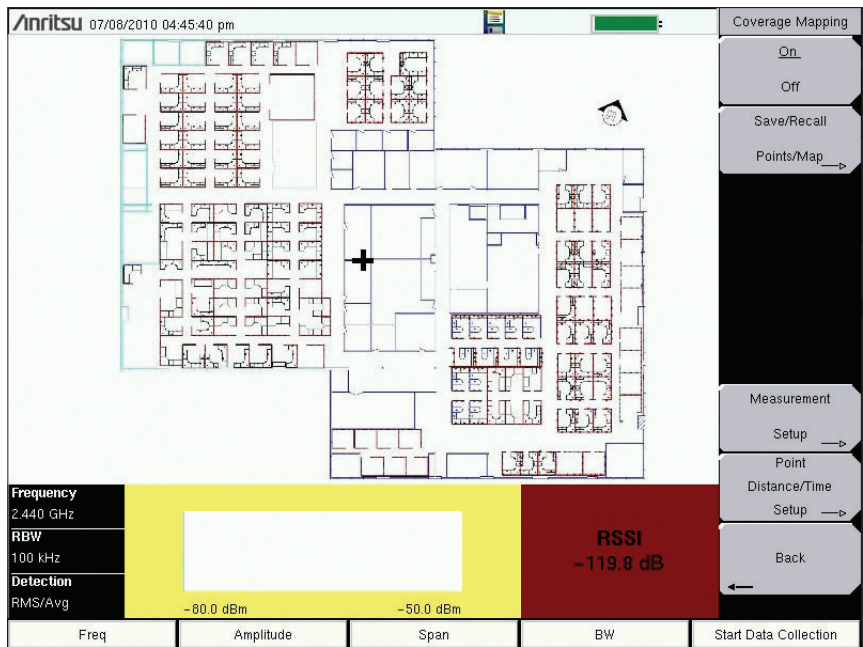 Anritsu 07/08/2010 04:45:40 pm
Coverage Mapping
On
Off
Save/Recall
Points/Map
Measurement
Setup
Point
Distance/Time
Setup
Back
Frequency
2.440 GHz
RBW
100 kHz
Detection
RMS/Avg
-80.0 dBm
-50.0 dBm
RSSI
-119.8 dB
Freq
Amplitude
Span
BW
Start Data Collection